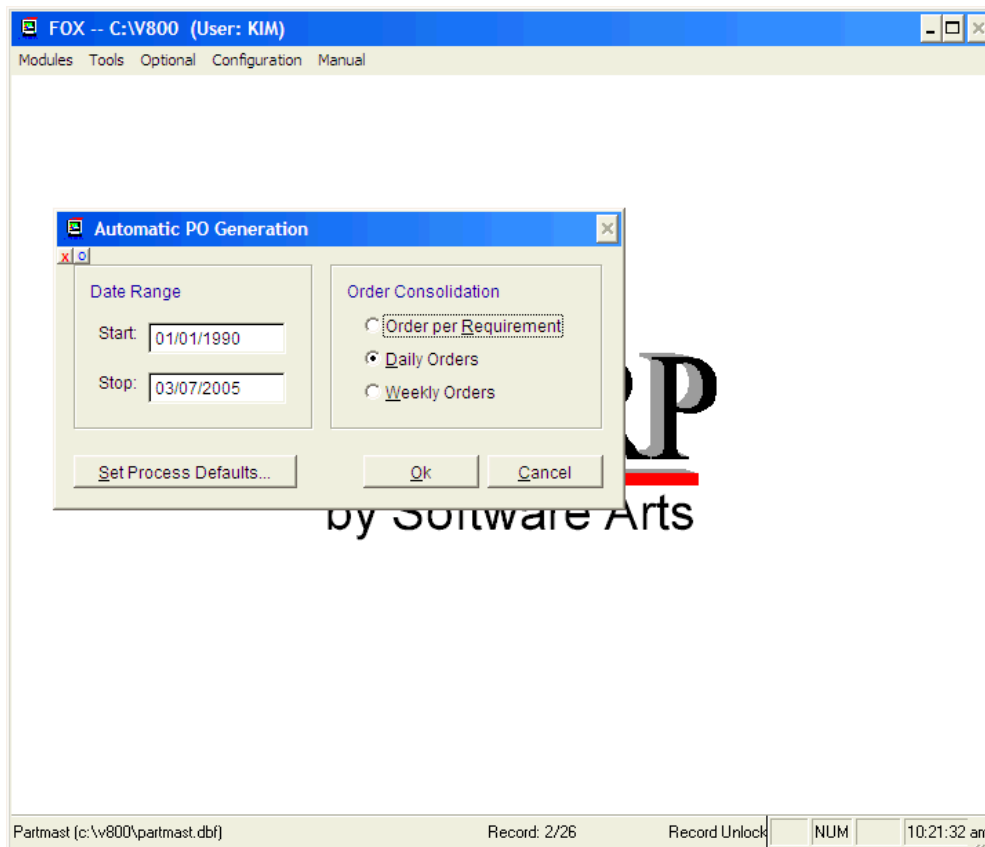 FOX -- C:\V800 (User: KIM)
Modules Tools Optional Configuration Manual
Automatic PO Generation
X O
Date Range
Start: 01/01/1990
Stop: 03/07/2005
Order Consolidation
Order per Requirement
Daily Orders
Weekly Orders
Set Process Defaults... Ok Cancel
RP
by Software Arts
Partmast (c:\v800\partmast.dbf) Record: 2/26 Record Unlock NUM 10:21:32 am